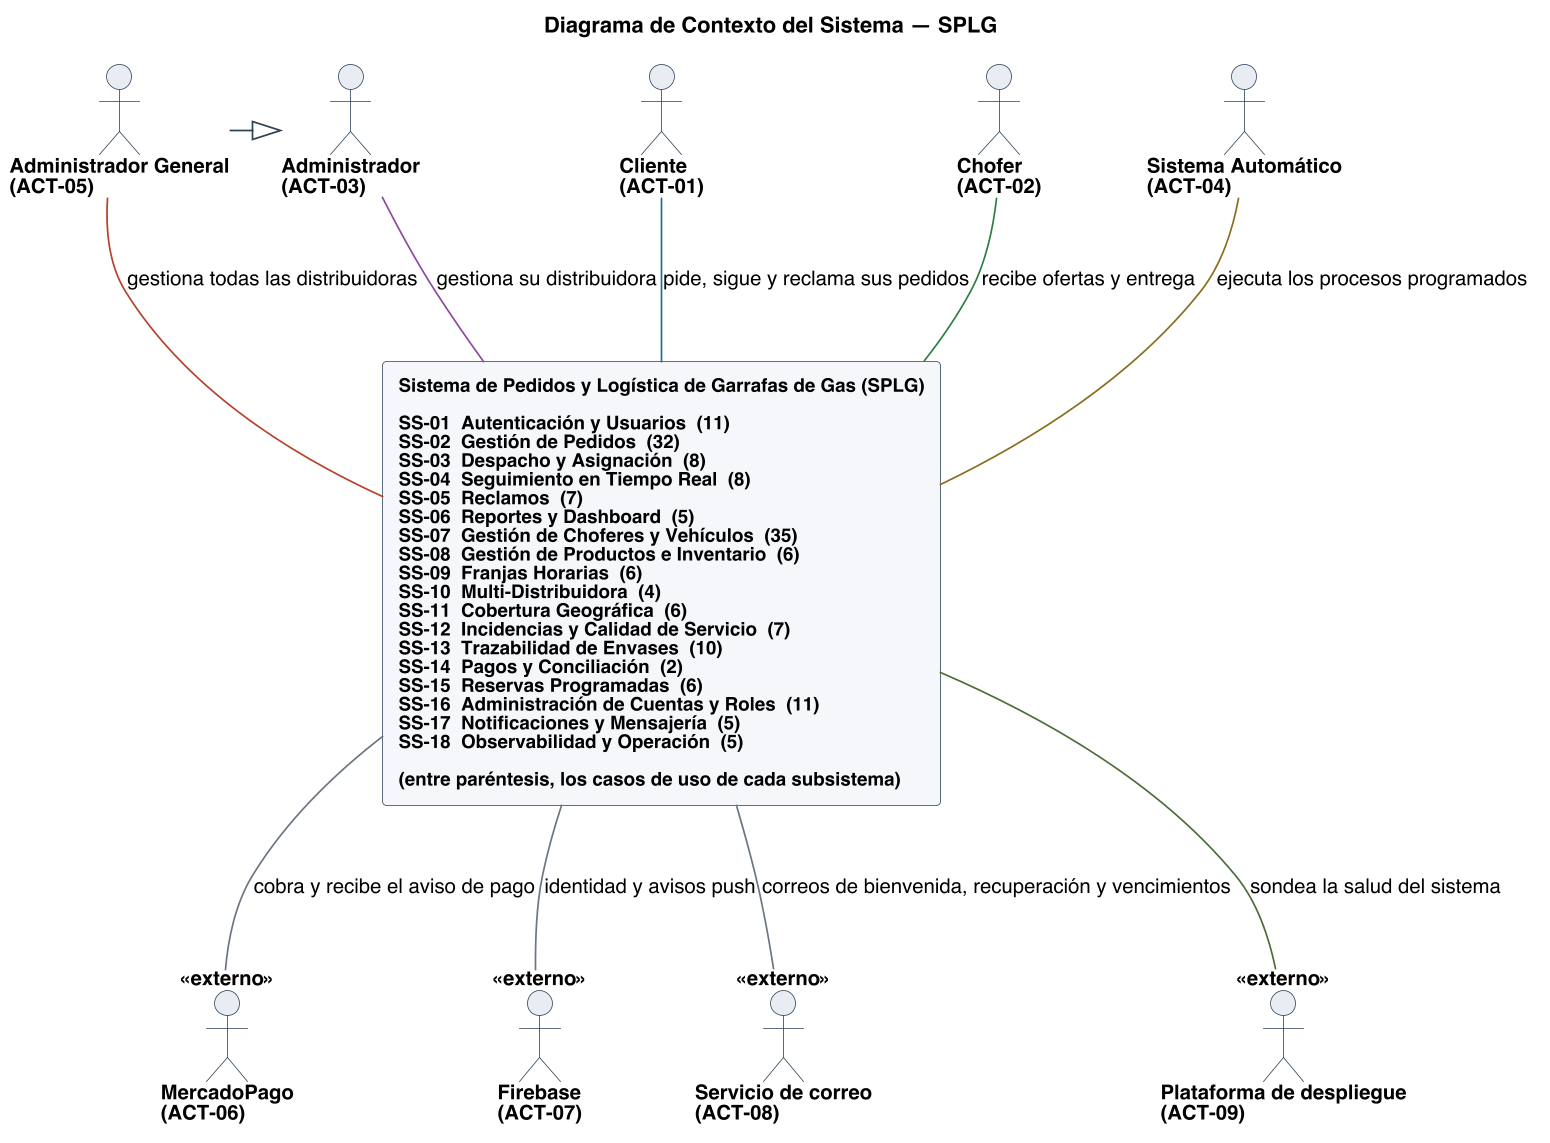 Diagrama de Contexto del Sistema — SPLG
Administrador General
(ACT-05)
Administrador
(ACT-03)
Cliente
(ACT-01)
Chofer
(ACT-02)
Sistema Automático
(ACT-04)
gestiona todas las distribuidoras
gestiona su distribuidora
pide, sigue y reclama sus pedidos
recibe ofertas y entrega
ejecuta los procesos programados
Sistema de Pedidos y Logística de Garrafas de Gas (SPLG)
SS-01 Autenticación y Usuarios (11)
SS-02 Gestión de Pedidos (32)
SS-03 Despacho y Asignación (8)
SS-04 Seguimiento en Tiempo Real (8)
SS-05 Reclamos (7)
SS-06 Reportes y Dashboard (5)
SS-07 Gestión de Choferes y Vehículos (35)
SS-08 Gestión de Productos e Inventario (6)
SS-09 Franjas Horarias (6)
SS-10 Multi-Distribuidora (4)
SS-11 Cobertura Geográfica (6)
SS-12 Incidencias y Calidad de Servicio (7)
SS-13 Trazabilidad de Envases (10)
SS-14 Pagos y Conciliación (2)
SS-15 Reservas Programadas (6)
SS-16 Administración de Cuentas y Roles (11)
SS-17 Notificaciones y Mensajería (5)
SS-18 Observabilidad y Operación (5)
(entre paréntesis, los casos de uso de cada subsistema)
cobra y recibe el aviso de pago
identidad y avisos push
correos de bienvenida, recuperación y vencimientos
sondea la salud del sistema
«externo»
MercadoPago
(ACT-06)
«externo»
Firebase
(ACT-07)
«externo»
Servicio de correo
(ACT-08)
«externo»
Plataforma de despliegue
(ACT-09)